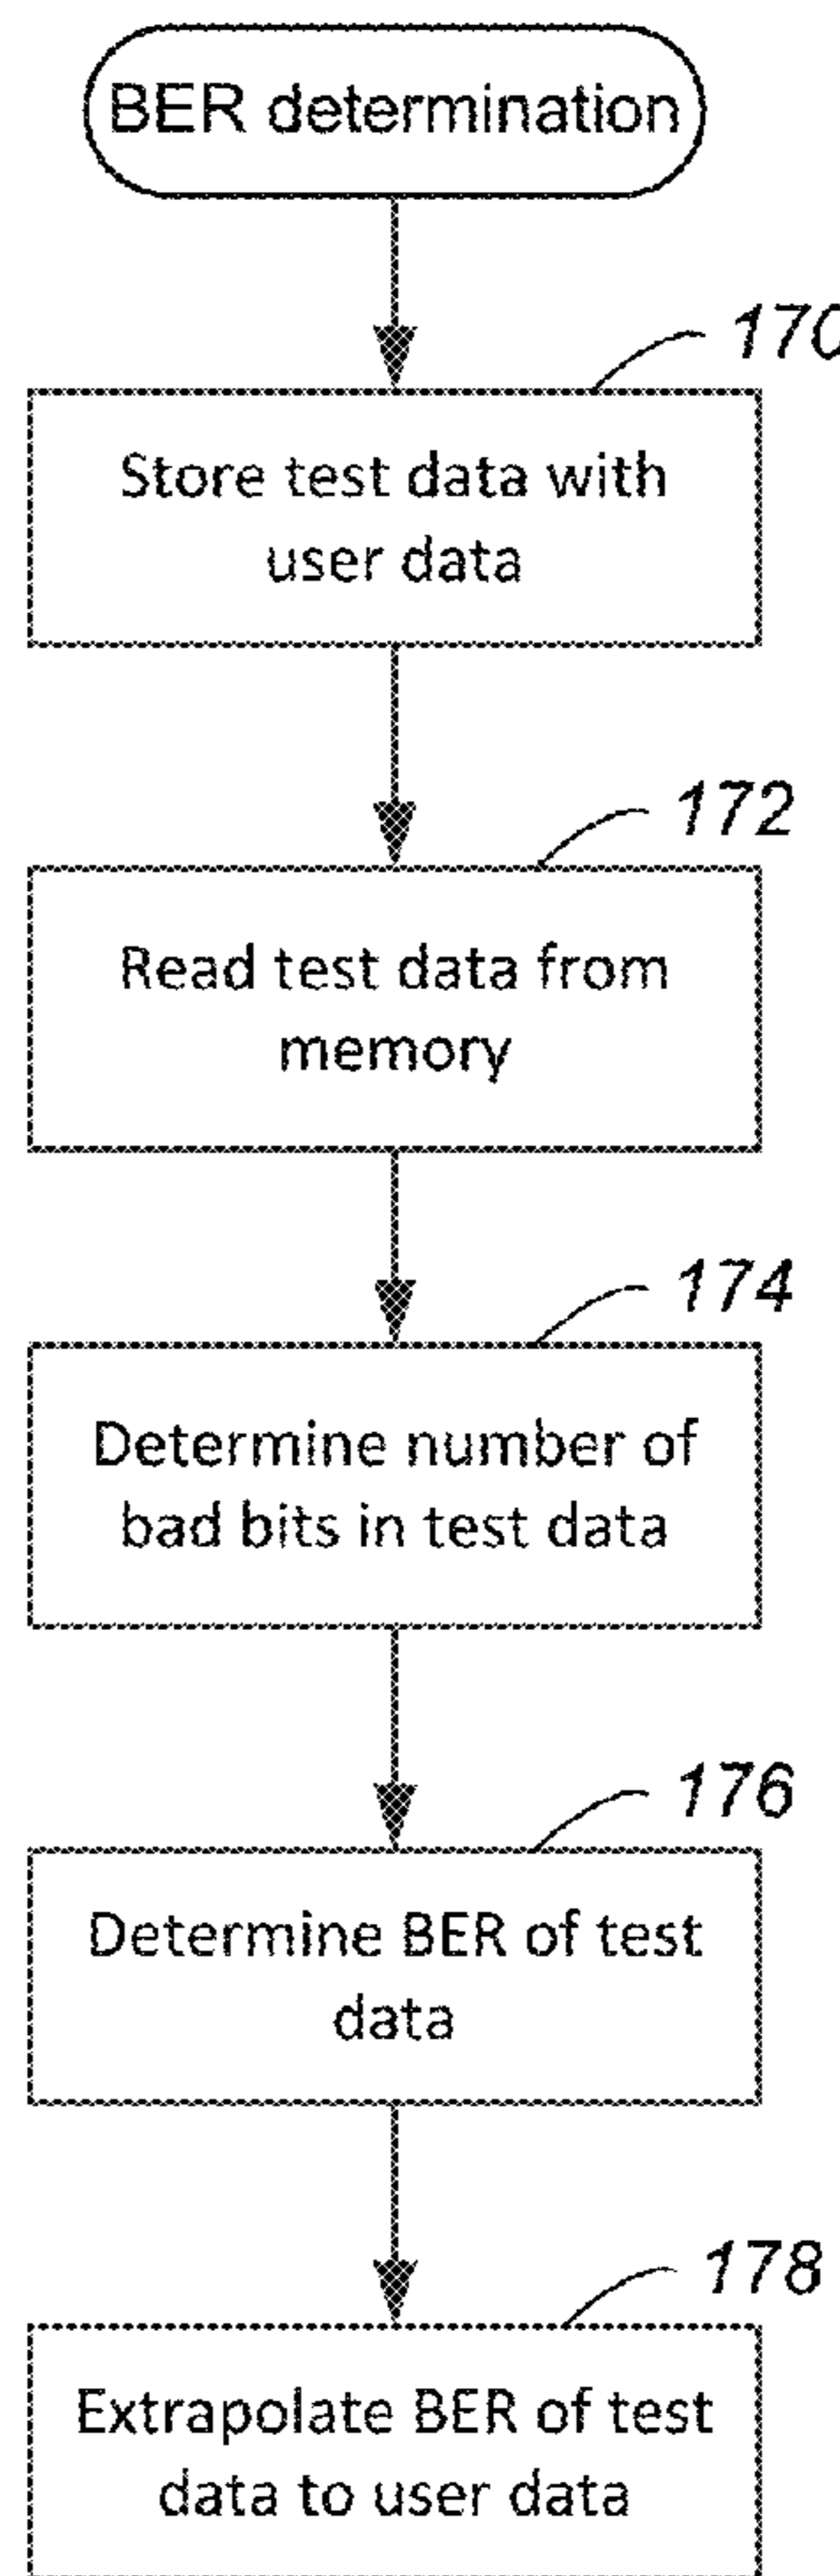 BER determination
170
Store test data with
user data
172
Read test data from
memory
174
Determine number of
bad bits in test data
176
Determine BER of test
data
178
Extrapolate BER of test
data to user data